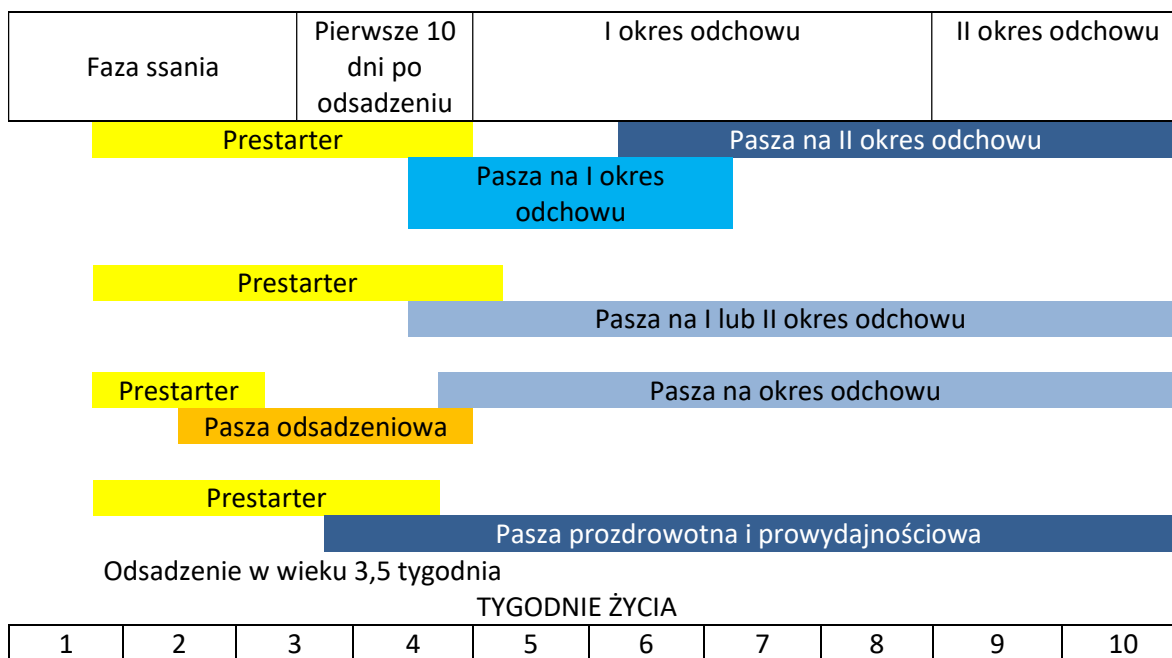 Faza ssania
Pierwsze 10
dni po
odsadzeniu
I okres odchowu
II okres odchowu
Prestarter
Pasza na II okres odchowu
Pasza na I okres
odchowu
Prestarter
Pasza na I lub II okres odchowu
Prestarter
Pasza na okres odchowu
Pasza odsadzeniowa
Prestarter
Pasza prozdrowotna i prowydajnościowa
Odsadzenie w wieku 3,5 tygodnia
TYGODNIE ŻYCIA
1 2 3 4 5 6 7 8 9 10